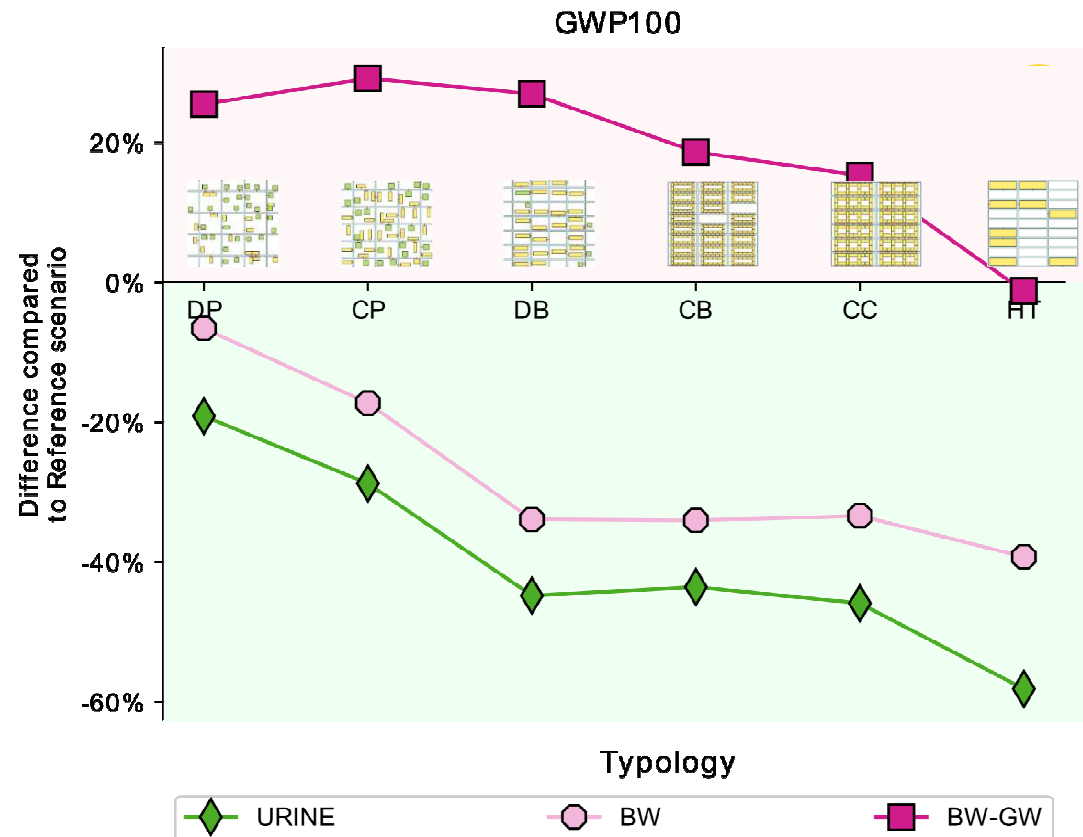 GWP100
20%
0%
-20%
-40%
-60%
Difference compared
to Reference scenario
DP
CP
DB
CB
CC
HT
Typology
URINE
BW
BW-GW